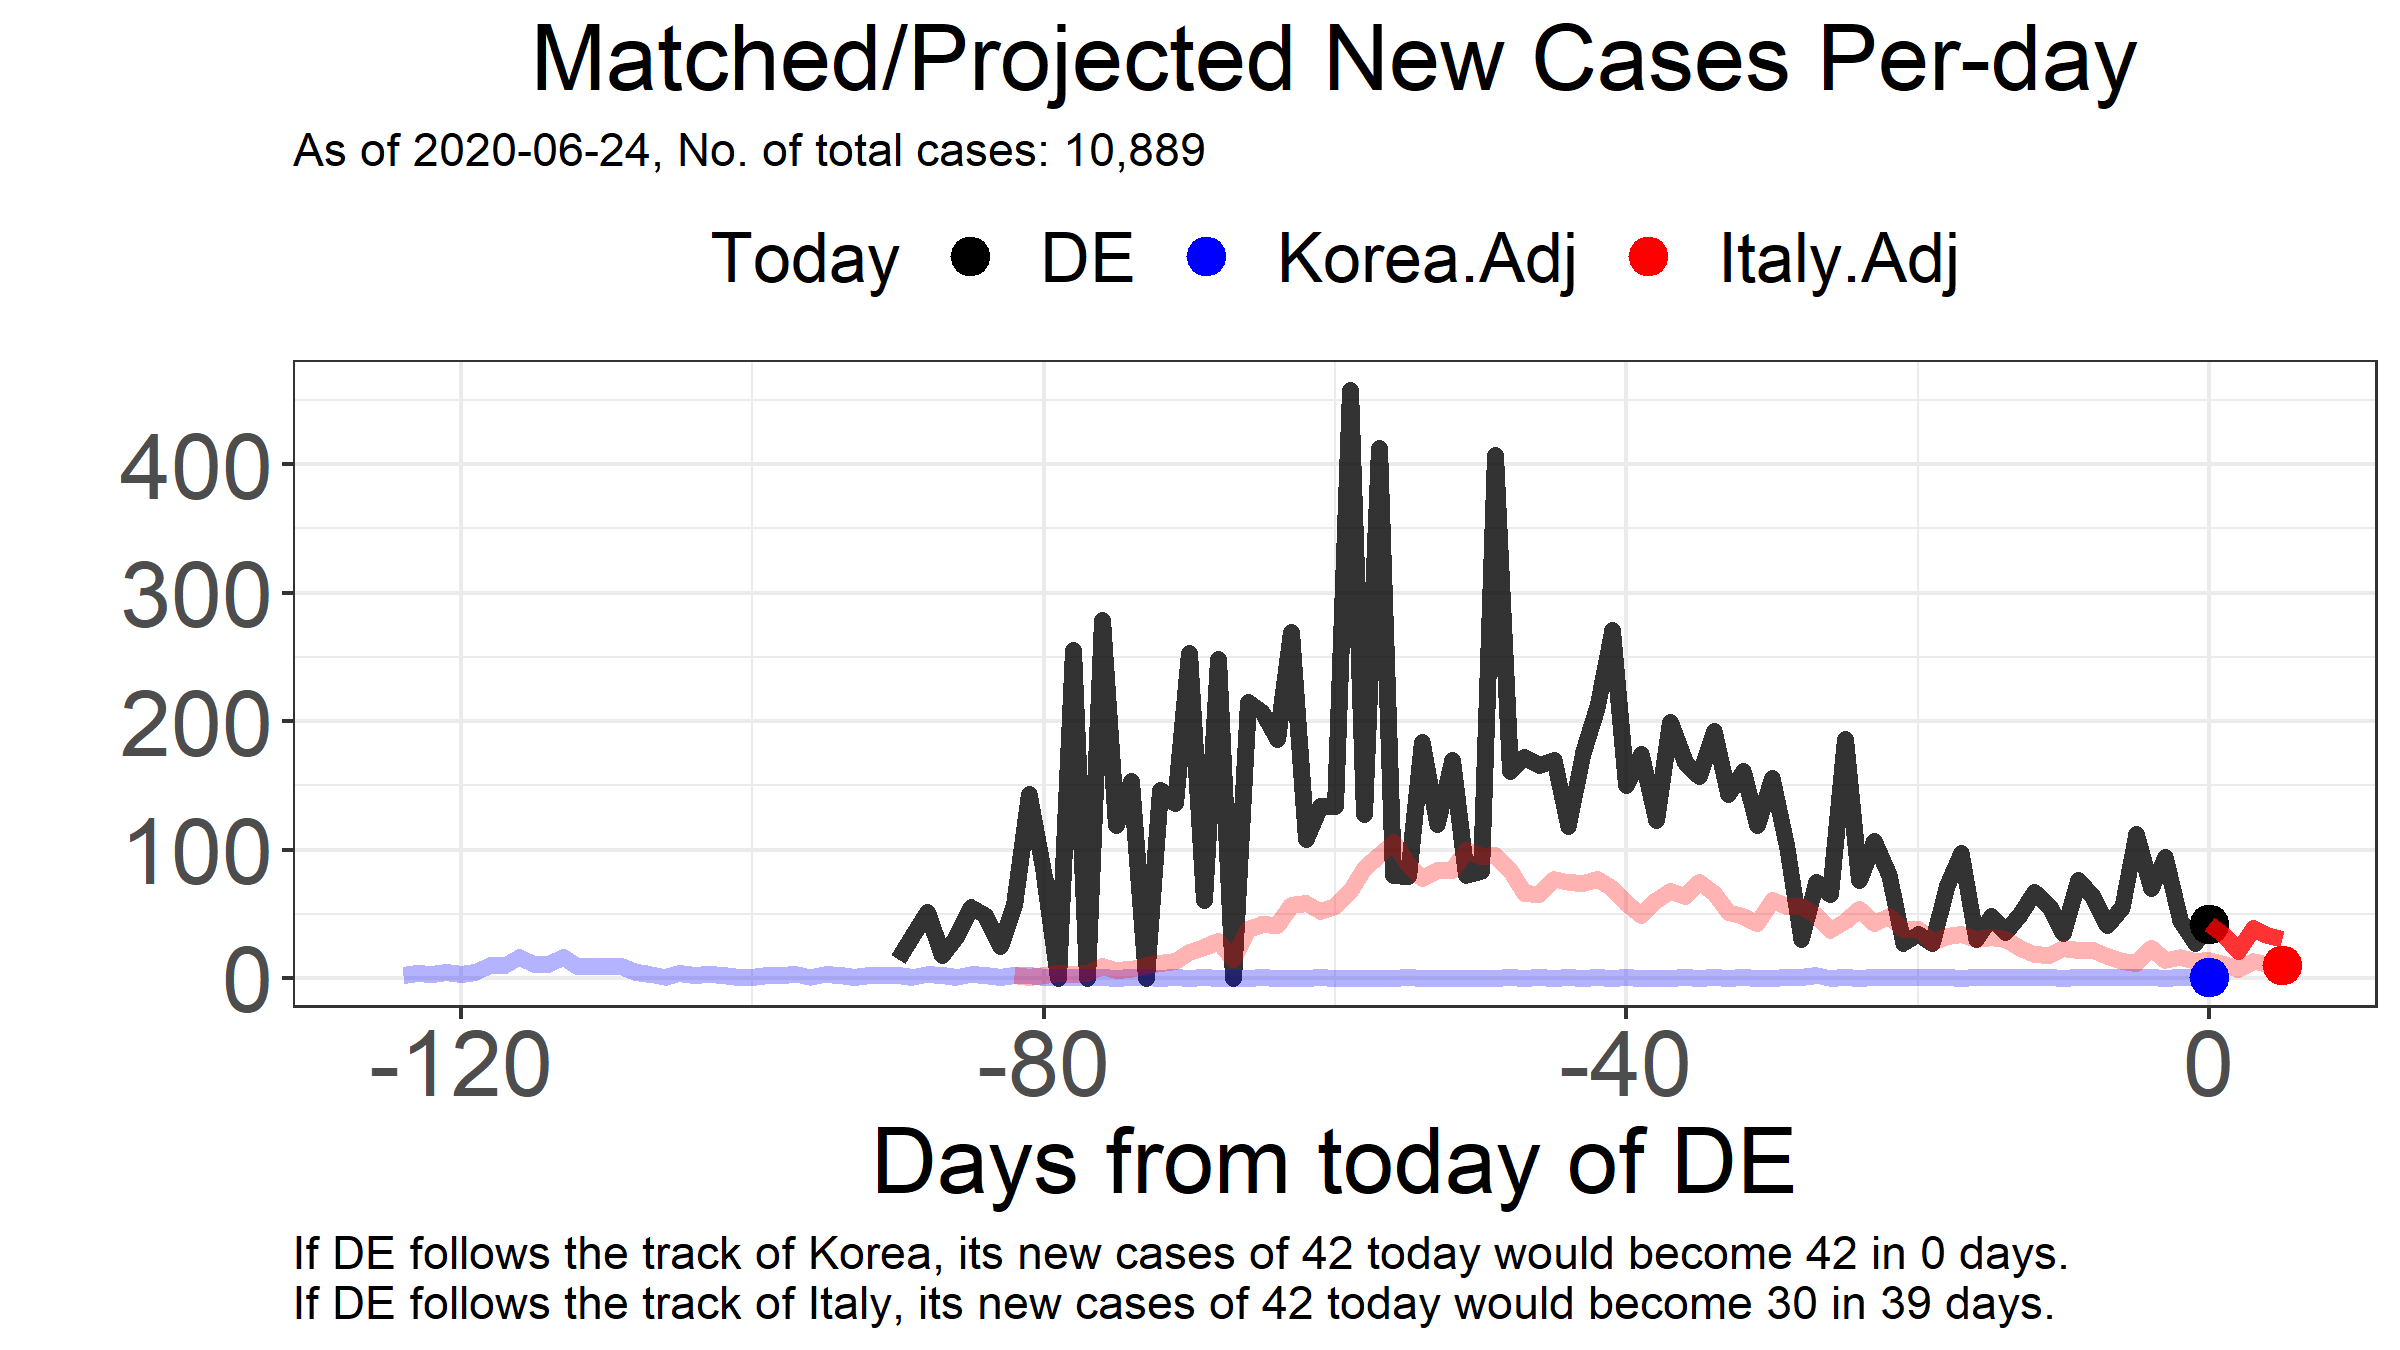 Matched/Projected New Cases Per-day
As of 2020-06-24, No. of total cases: 10,889
Today DE Korea.Adj Italy.Adj
400
300
200
100
0
-120 -80 -40 0
Days from today of DE
If DE follows the track of Korea, its new cases of 42 today would become 42 in 0 days.
If DE follows the track of Italy, its new cases of 42 today would become 30 in 39 days.